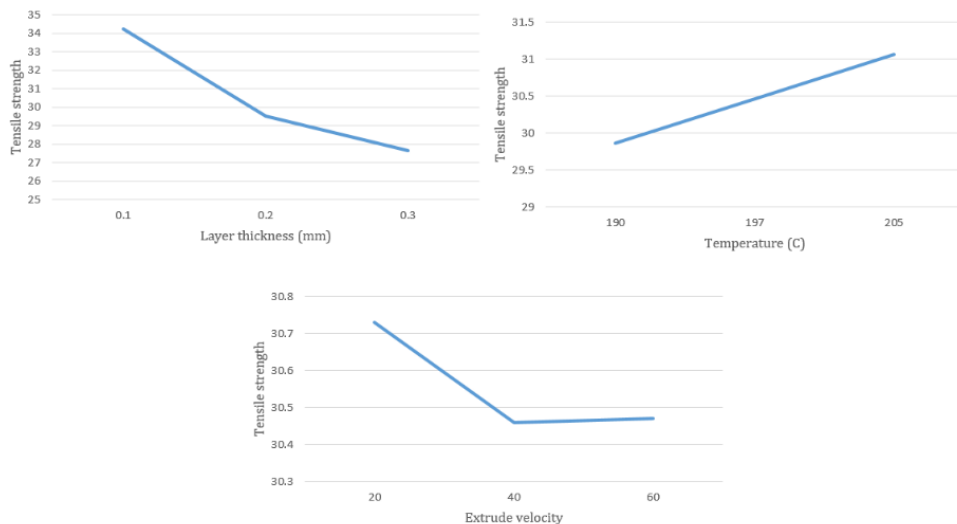 35
34
33
32
31
30
29
28
27
26
25
Tensile strength
0.1 0.2 0.3
Layer thickness (mm)
31.5
31
30.5
30
29.5
29
Tensile strength
190 197 205
Temperature (C)
30.8
30.7
30.6
30.5
30.4
30.3
Tensile strength
20 40 60
Extrude velocity